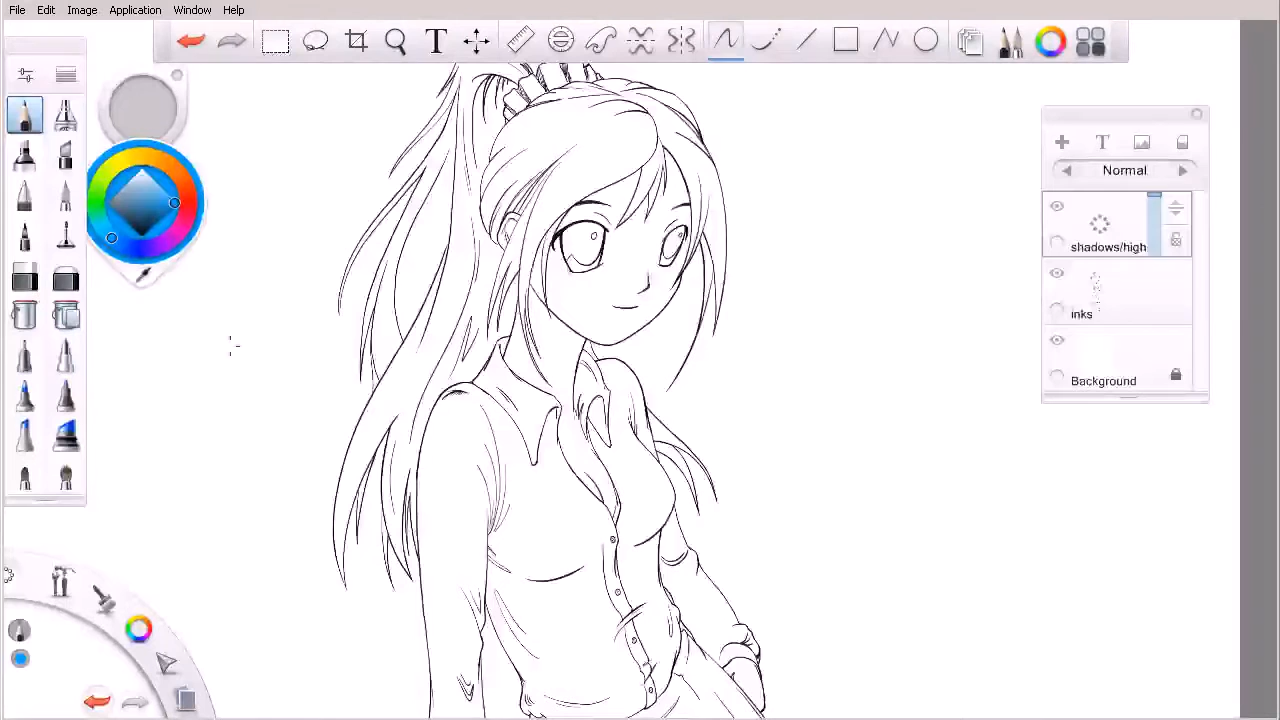 File Edit Image Application Window Help
T
T
Normal
shadows/high
inks
Background